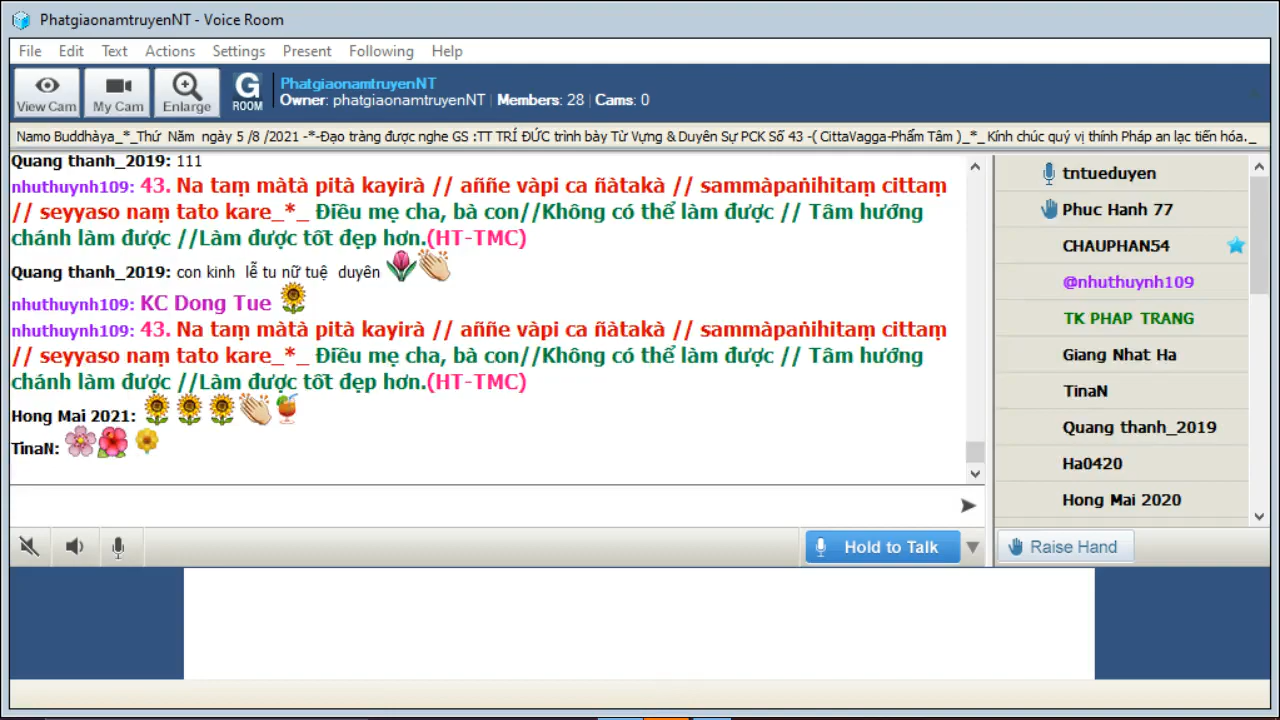 PhatgiaonamtruyenNT - Voice Room
File Edit Text Actions Settings Present Following Help
View Cam My Cam Enlarge G ROOM
PhatgiaonamtruyenNT
Owner: phatgiaonamtruyenNT | Members: 28 | Cams: 0
Namo Buddhàya_*_Thứ Năm ngày 5 /8 /2021 -*-Đạo tràng được nghe GS :TT TRÍ ĐỨC trình bày Từ Vựng & Duyên Sự PCK Số 43 -( CittaVagga-Phẩm Tâm )_*_ Kính chúc quý vị thính Pháp an lạc tiến hóa._
Quang thanh_2019: 111
nhuthuynh109: 43. Na taṃ màtà pità kayirà // aññe vàpi ca ñàtakà // sammàpaṅihitaṃ cittaṃ
// seyyaso naṃ tato kare_*_ Điều mẹ cha, bà con//Không có thể làm được // Tâm hướng
chánh làm được //Làm được tốt đẹp hơn.(HT-TMC)
Quang thanh_2019: con kinh lễ tu nữ tuệ duyên
nhuthuynh109: KC Dong Tue
nhuthuynh109: 43. Na taṃ màtà pità kayirà // aññe vàpi ca ñàtakà // sammàpaṅihitaṃ cittaṃ
// seyyaso naṃ tato kare_*_ Điều mẹ cha, bà con//Không có thể làm được // Tâm hướng
chánh làm được //Làm được tốt đẹp hơn.(HT-TMC)
Hong Mai 2021:
TinaN:
tntueduyen
Phuc Hanh 77
CHAUPHAN54
@nhuthuynh109
TK PHAP TRANG
Giang Nhat Ha
TinaN
Quang thanh_2019
Ha0420
Hong Mai 2020
Hold to Talk
Raise Hand